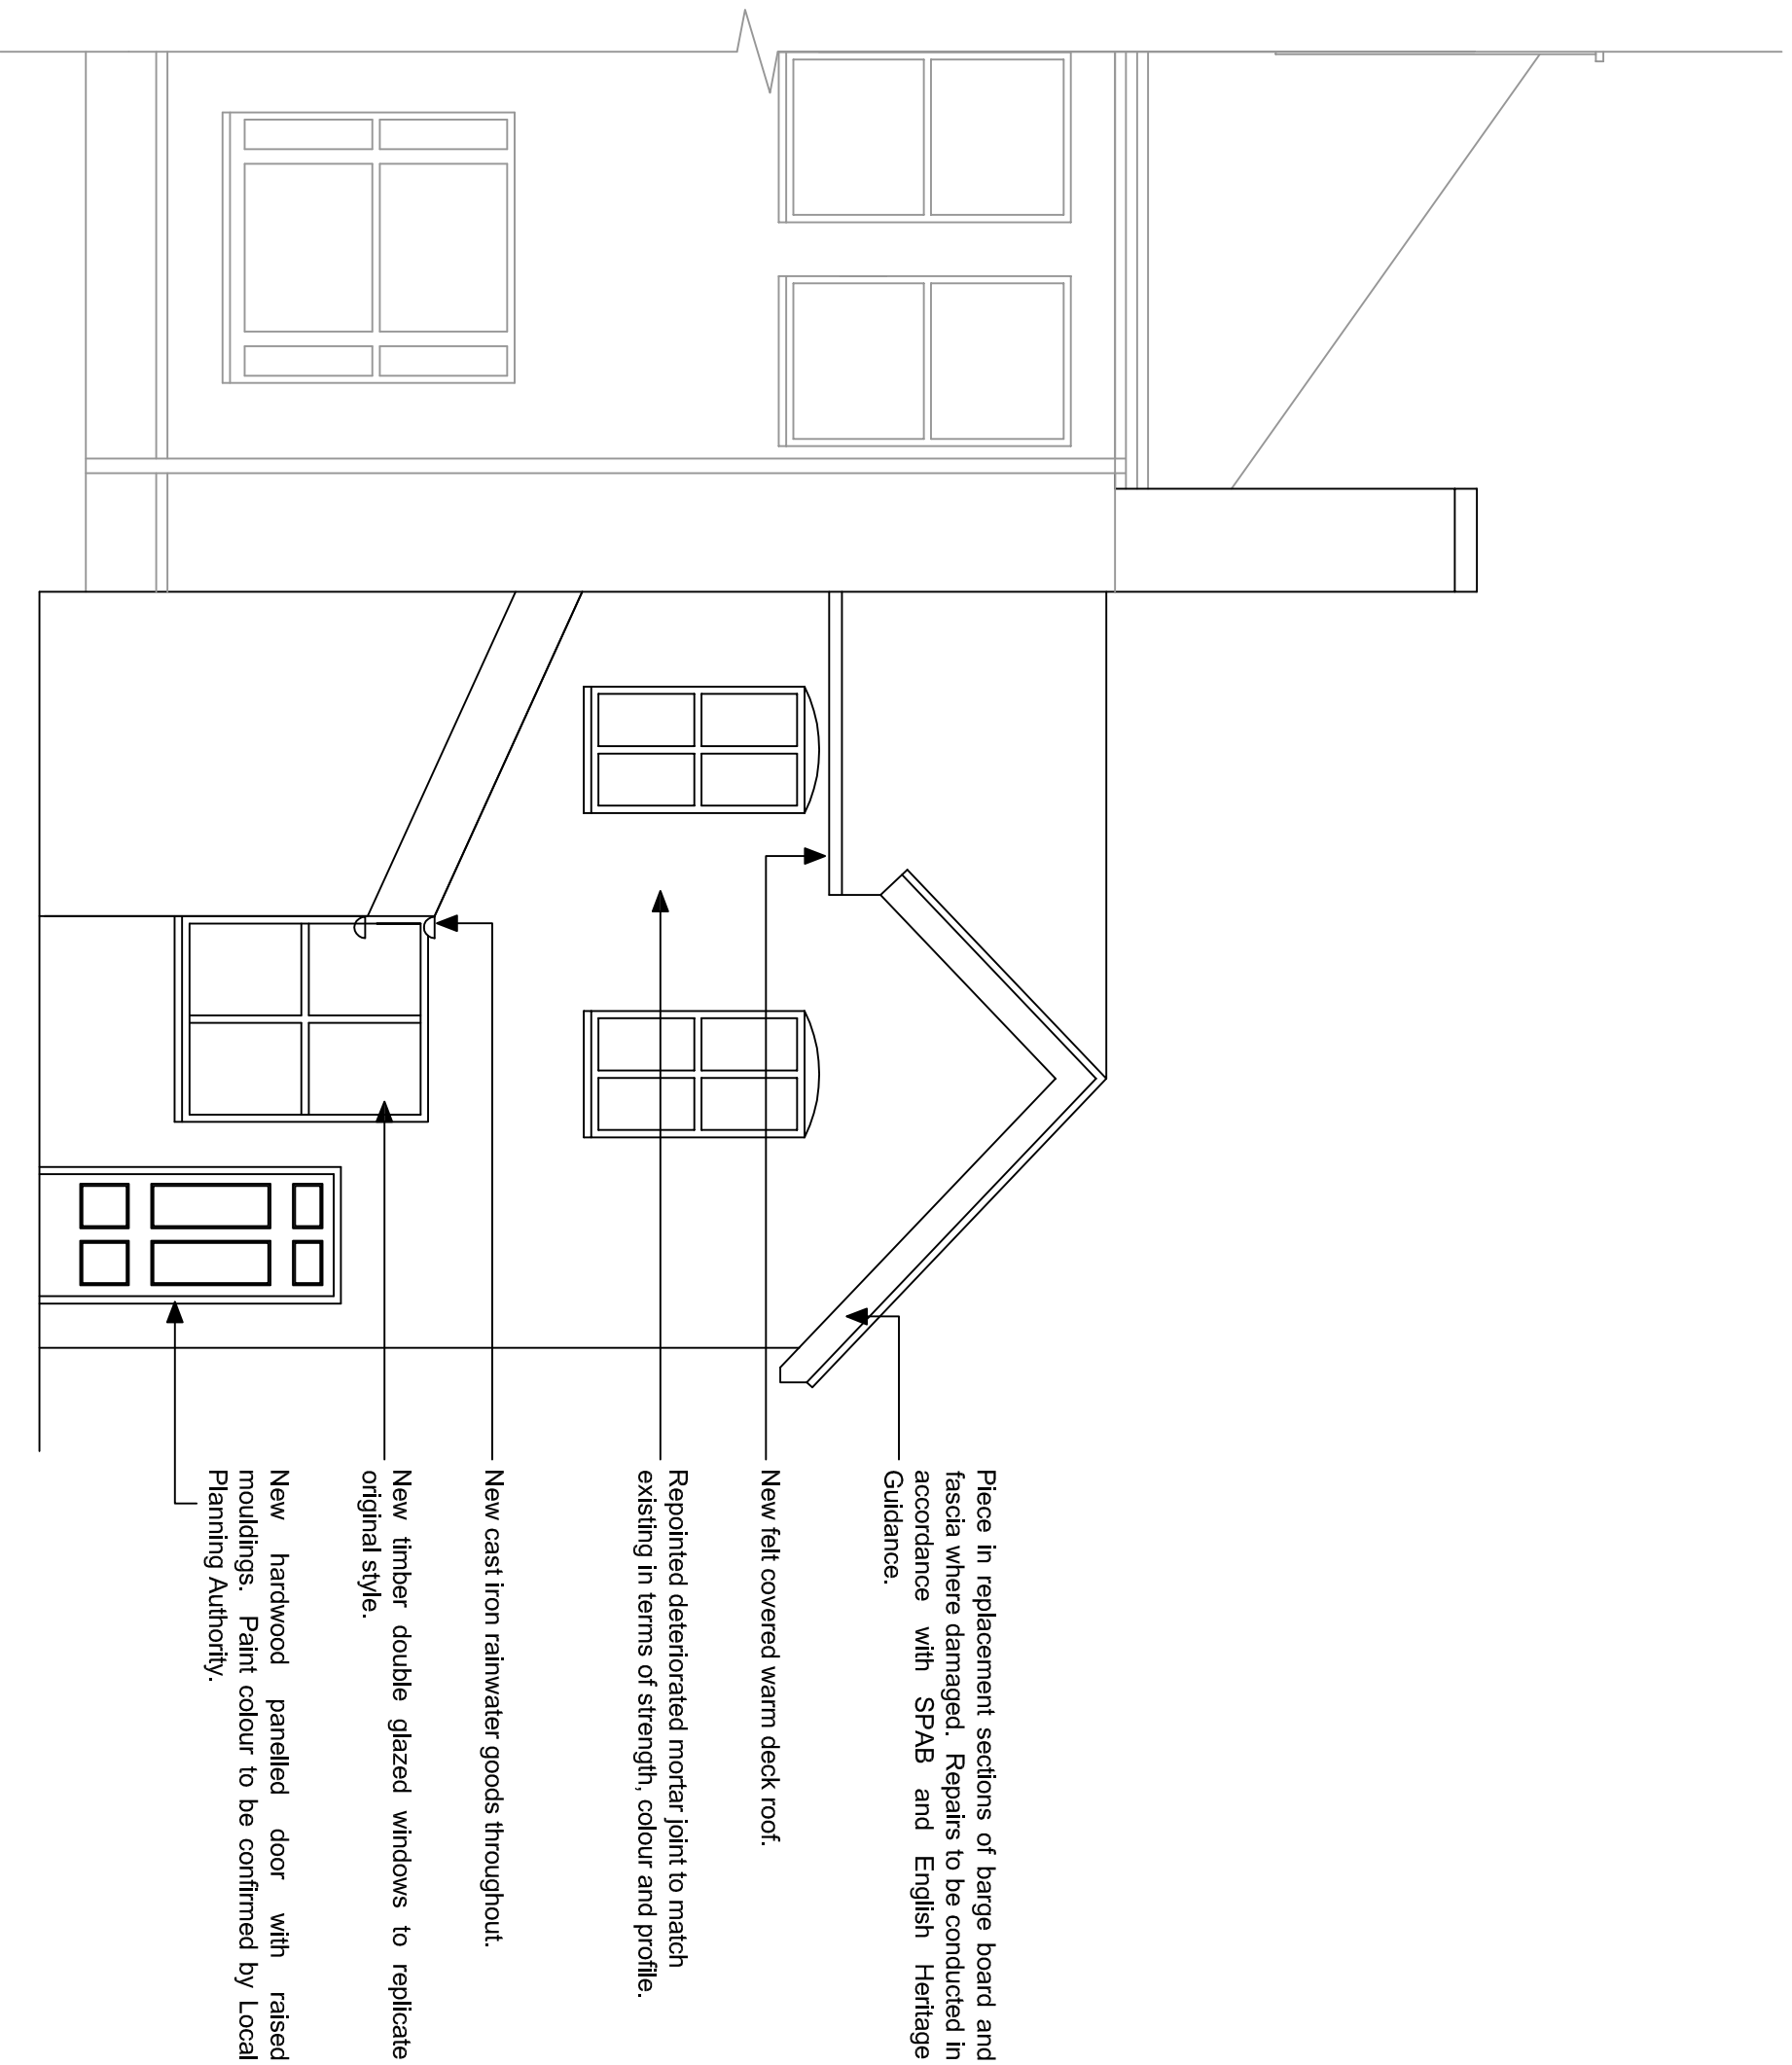 Piece in replacement sections of barge board and
fascia where damaged. Repairs to be conducted in
accordance with SPAB and English Heritage
Guidance.
New felt covered warm deck roof.
Repointed deteriorated mortar joint to match
existing in terms of strength, colour and profile.
New cast iron rainwater goods throughout.
New timber double glazed windows to replicate
original style.
New hardwood panelled door with raised
mouldings. Paint colour to be confirmed by Local
Planning Authority.